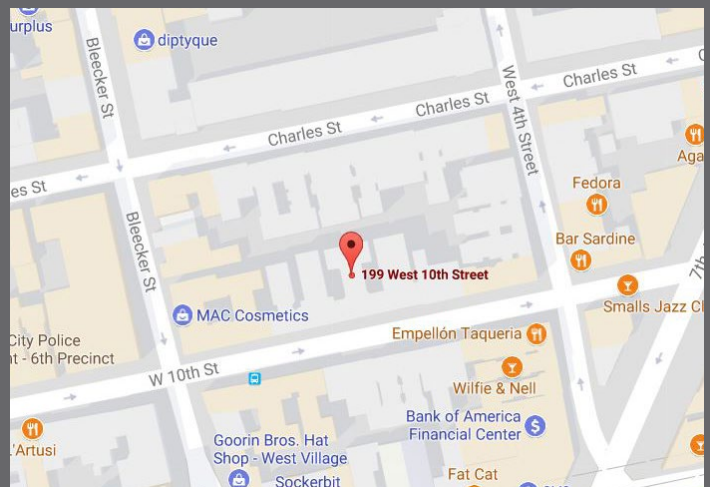 urplus
diptyque
Bleecker St
West 4th Street
Charles St
Charles St
Charles St
es St
Aga
Fedora
Bar Sardine
Bleecker St
199 West 10th Street
7th
Smalls Jazz Cl
MAC Cosmetics
Empellón Taqueria
City Police
nt - 6th Precinct
W 10th St
Wilfie & Nell
Bank of America
Financial Center
L'Artusi
Goorin Bros. Hat
Shop - West Village
Sockerbit
Fat Cat